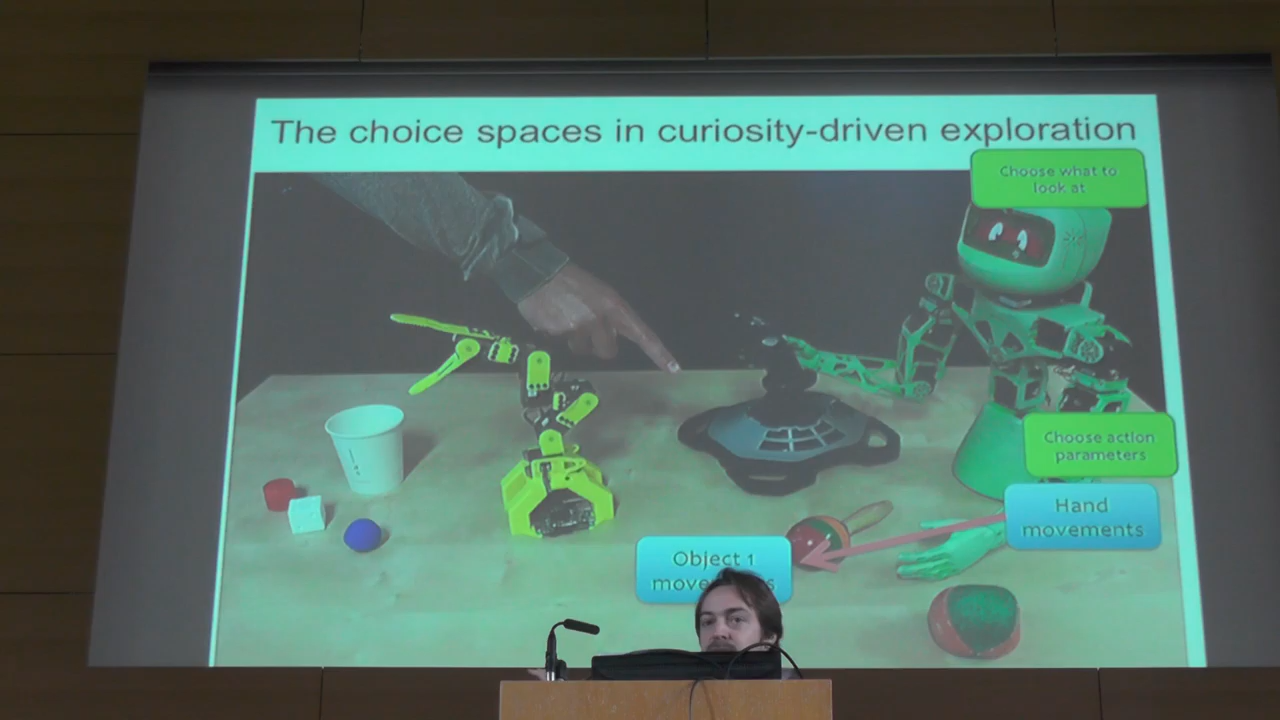 The choice spaces in curiosity-driven exploration
Choose what to
look at
Choose action
parameters
Hand
movements
Object 1